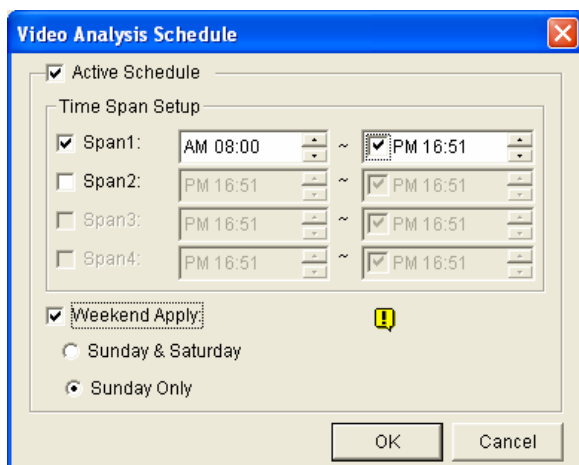 Video Analysis Schedule
Active Schedule
Time Span Setup
Span1: AM 08:00 ~ PM 16:51
Span2: PM 16:51 ~ PM 16:51
Span3: PM 16:51 ~ PM 16:51
Span4: PM 16:51 ~ PM 16:51
Weekend Apply:
Sunday & Saturday
Sunday Only
OK Cancel